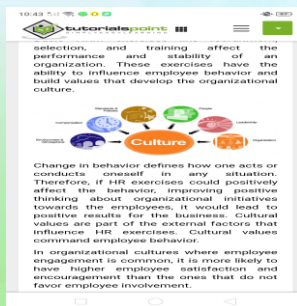 10:43
tutorialspoint
selection, and training affect the
performance and stability of an
organization. These exercises have the
ability to influence employee behavior and
build values that develop the organizational
culture.
People
Leadership
Culture
Organization
Change in behavior defines how one acts or
conducts oneself in any situation.
Therefore, if HR exercises could positively
affect the behavior, improving positive
thinking about organizational initiatives
towards the employees, it would lead to
positive results for the business. Cultural
values are part of the external factors that
influence HR exercises. Cultural values
command employee behavior.
In organizational cultures where employee
engagement is common, it is more likely to
have higher employee satisfaction and
encouragement than the ones that do not
favor employee involvement.